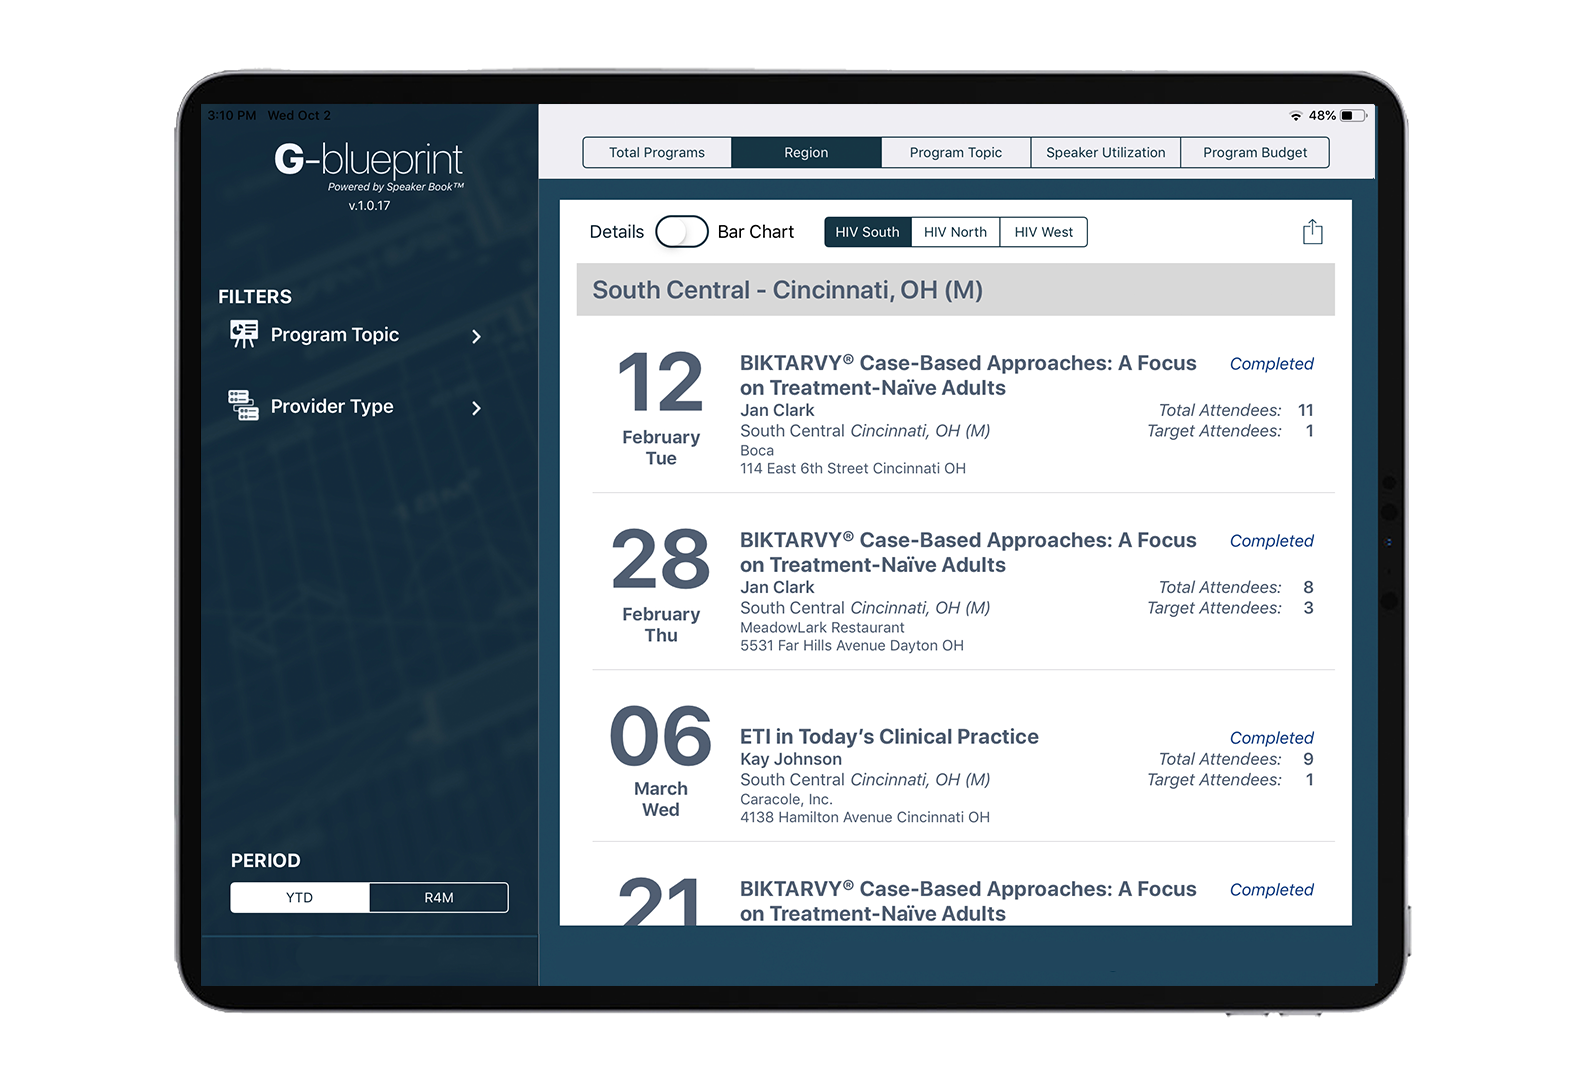 3:10 PM Wed Oct 2
48%
G-blueprint
Powered by Speaker Book™
v.1.0.17
FILTERS
Program Topic
Provider Type
PERIOD
YTD R4M
Total Programs Region Program Topic Speaker Utilization Program Budget
Details Bar Chart HIV South HIV North HIV West
South Central - Cincinnati, OH (M)
12
February
Tue
BIKTARVY® Case-Based Approaches: A Focus
on Treatment-Naïve Adults
Jan Clark
South Central Cincinnati, OH (M)
Boca
114 East 6th Street Cincinnati OH
Completed
Total Attendees: 11
Target Attendees: 1
28
February
Thu
BIKTARVY® Case-Based Approaches: A Focus
on Treatment-Naïve Adults
Jan Clark
South Central Cincinnati, OH (M)
MeadowLark Restaurant
5531 Far Hills Avenue Dayton OH
Completed
Total Attendees: 8
Target Attendees: 3
06
March
Wed
ETI in Today's Clinical Practice
Kay Johnson
South Central Cincinnati, OH (M)
Caracole, Inc.
4138 Hamilton Avenue Cincinnati OH
Completed
Total Attendees: 9
Target Attendees: 1
21
BIKTARVY® Case-Based Approaches: A Focus
on Treatment-Naïve Adults
Completed